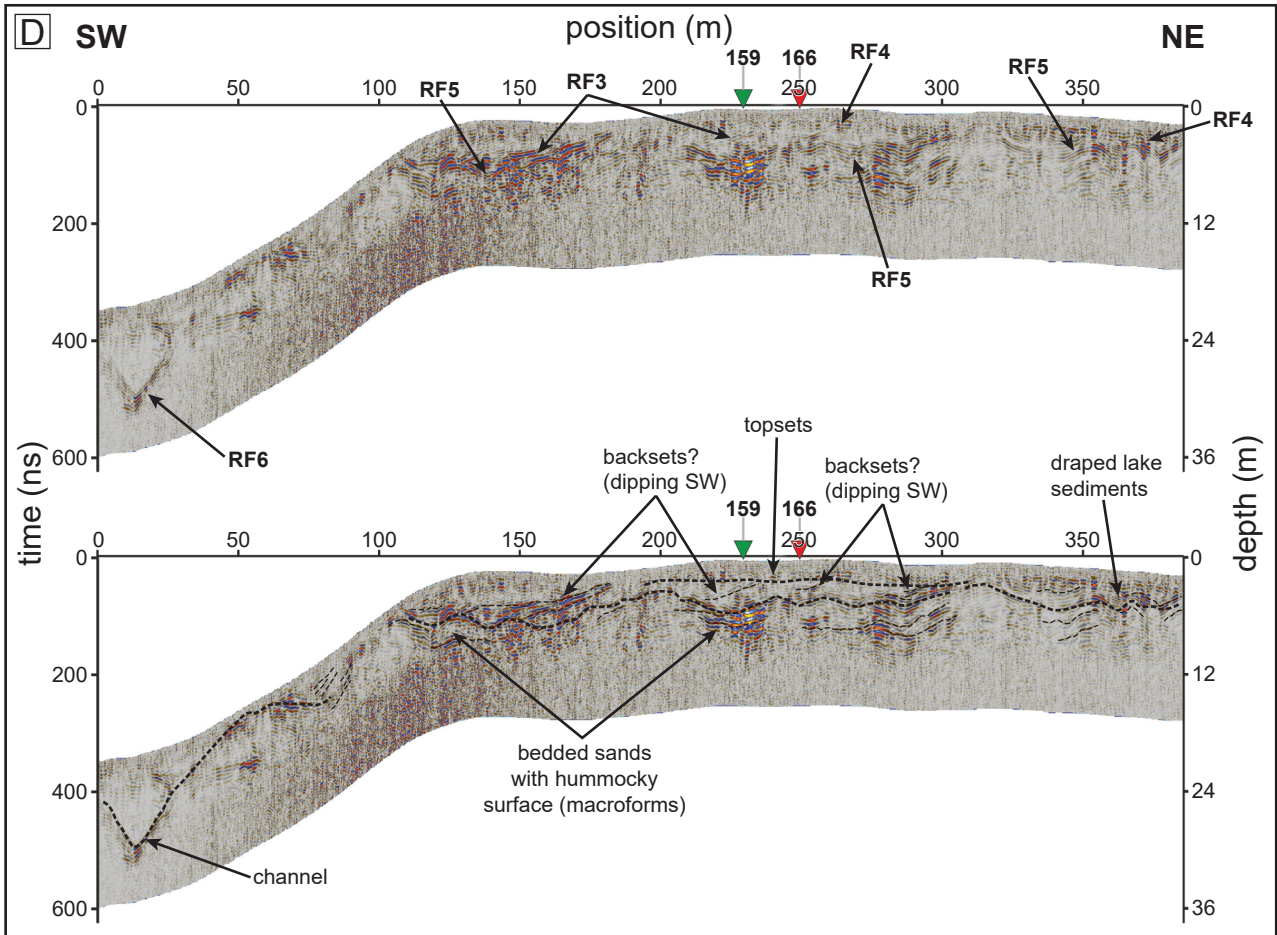 D SW position (m) NE
159 166 RF4
RF5 RF3 RF5
0 50 100 150 200 250 300 350
RF4
0 0
200 12
RF5
400 24
RF6
600 36
time (ns) depth (m)
topsets
backsets?
(dipping SW)
backsets?
(dipping SW)
draped lake
sediments
159 166
0 50 100 150 200 250 300 350
0 0
200 12
bedded sands
with hummocky
surface (macroforms)
400 24
channel
600 36